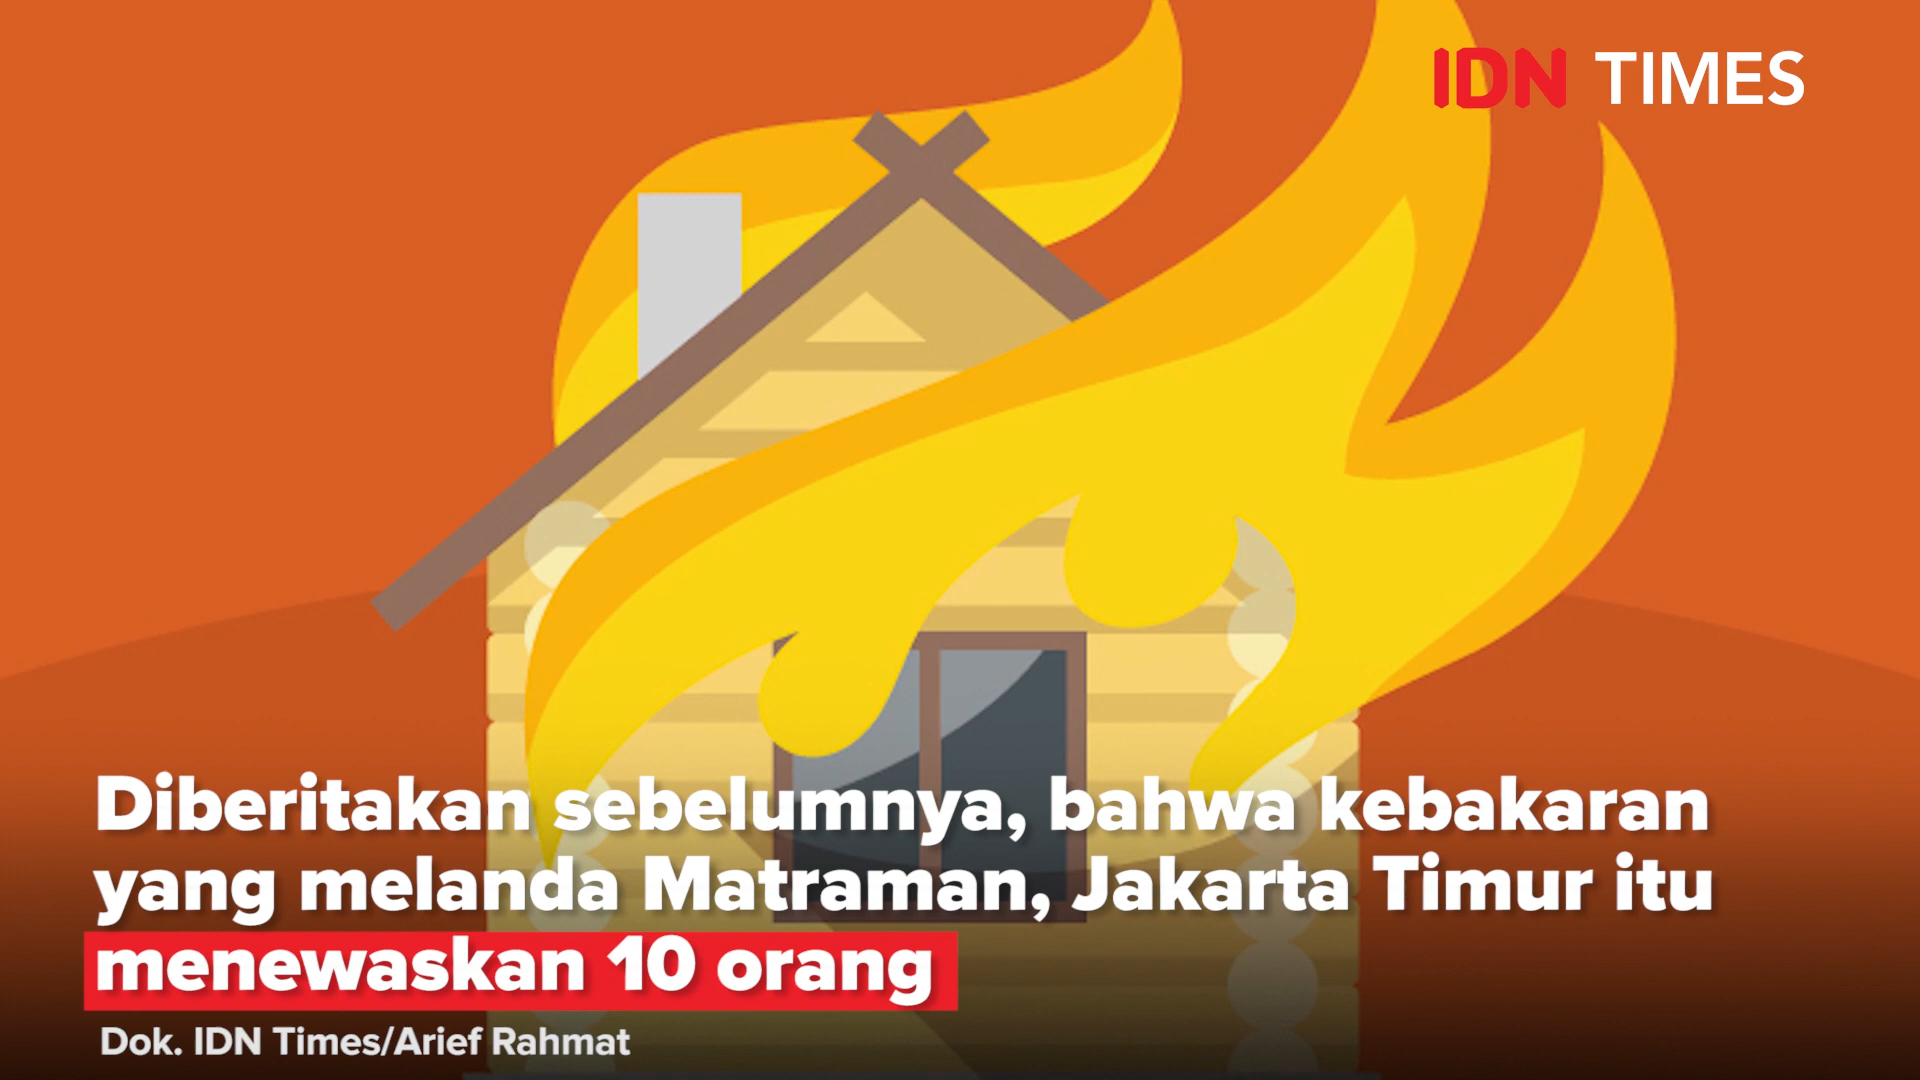 IDN TIMES
Diberitakan sebelumnya, bahwa kebakaran
yang melanda Matraman, Jakarta Timur itu
menewaskan 10 orang
Dok. IDN Times/Arief Rahmat